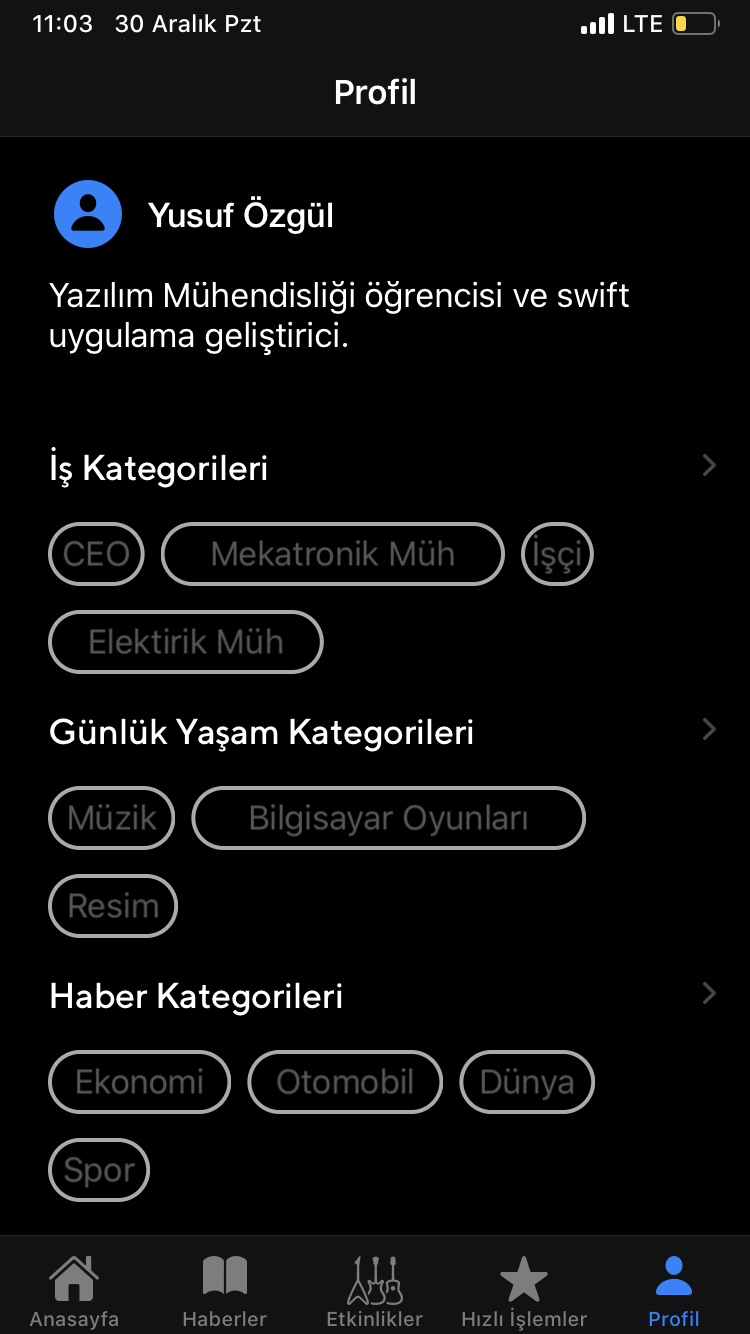 11:03 30 Aralık Pzt LTE
Profil
Yusuf Özgül
Yazılım Mühendisliği öğrencisi ve swift
uygulama geliştirici.
İş Kategorileri
CEO Mekatronik Müh İşçi
Elektirik Müh
Günlük Yaşam Kategorileri
Müzik Bilgisayar Oyunları
Resim
Haber Kategorileri
Ekonomi Otomobil Dünya
Spor
Anasayfa Haberler Etkinlikler Hızlı İşlemler Profil